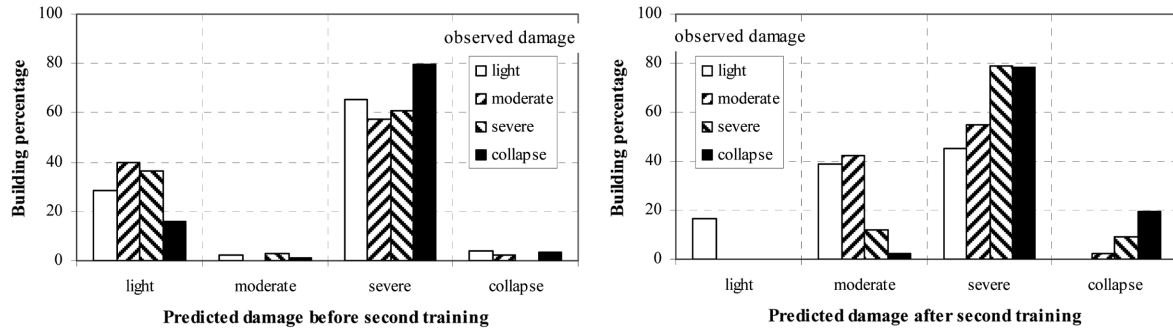 100
80
60
40
20
0
Building percentage
observed damage
light
moderate
severe
collapse
light moderate severe collapse
Predicted damage before second training
100
80
60
40
20
0
Building percentage
observed damage
light
moderate
severe
collapse
light moderate severe collapse
Predicted damage after second training